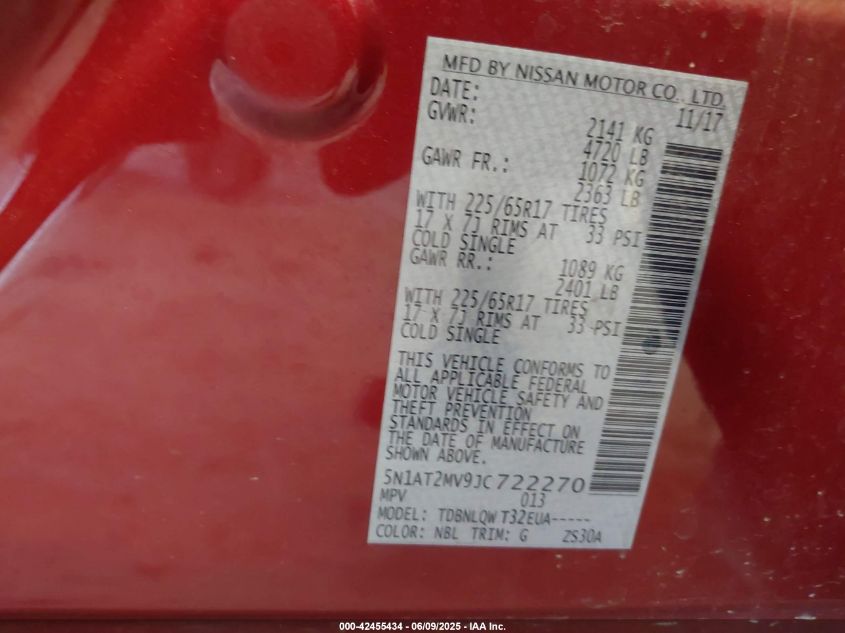 MFD BY NISSAN MOTOR CO., LTD.
DATE: 11/17
GVWR: 2141 KG
4720 LB
GAWR FR.: 1072 KG
2363 LB
WITH 225/65R17 TIRES
17 X 7J RIMS AT 33 PSI
COLD SINGLE
GAWR RR.: 1089 KG
2401 LB
WITH 225/65R17 TIRES
17 X 7J RIMS AT 33 PSI
COLD SINGLE
THIS VEHICLE CONFORMS TO
ALL APPLICABLE FEDERAL
MOTOR VEHICLE SAFETY AND
THEFT PREVENTION
STANDARDS IN EFFECT ON
THE DATE OF MANUFACTURE
SHOWN ABOVE.
5N1AT2MV9JC722270
MPV 013
MODEL: TDBNLQW T32EUA-----
COLOR: NBL TRIM: G ZS30A
000-42455434 - 06/09/2025 - IAA Inc.